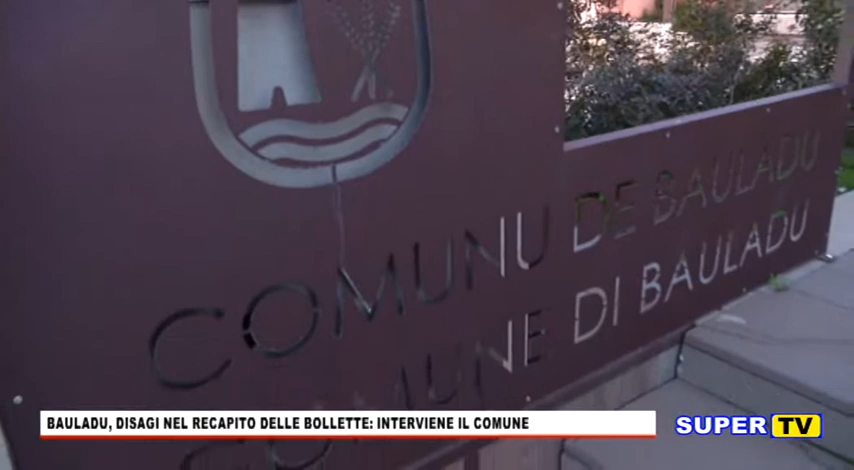 COMUNU DE BAULADU
COMUNE DI BAULADU
BAULADU, DISAGI NEL RECAPITO DELLE BOLLETTE: INTERVIENE IL COMUNE
SUPER TV